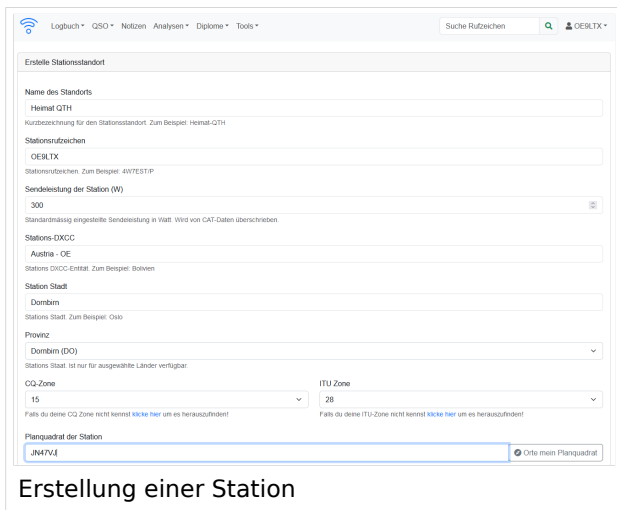 Logbuch QSO Notizen Analysen Diplome Tools Suche Rufzeichen OE9LTX
Erstelle Stationsstandort
Name des Standorts
Heimat QTH
Kurzbezeichnung für den Stationsstandort. Zum Beispiel: Heimat-QTH
Stationsrufzeichen
OE9LTX
Stationsrufzeichen. Zum Beispiel: 4W7EST/P
Sendeleistung der Station (W)
300
Standardmässig eingestellte Sendeleistung in Watt. Wird von CAT-Daten überschrieben.
Stations-DXCC
Austria - OE
Stations DXCC-Entität. Zum Beispiel: Bolivien
Station Stadt
Dornbirn
Stations Stadt. Zum Beispiel: Oslo
Provinz
Dornbirn (DO)
Stations Staat. Ist nur für ausgewählte Länder verfügbar.
CQ-Zone ITU Zone
15 28
Falls du deine CQ Zone nicht kennst klicke hier um es herauszufinden! Falls du deine ITU-Zone nicht kennst klicke hier um es herauszufinden!
Planquadrat der Station
JN47VJ Orte mein Planquadrat
Erstellung einer Station